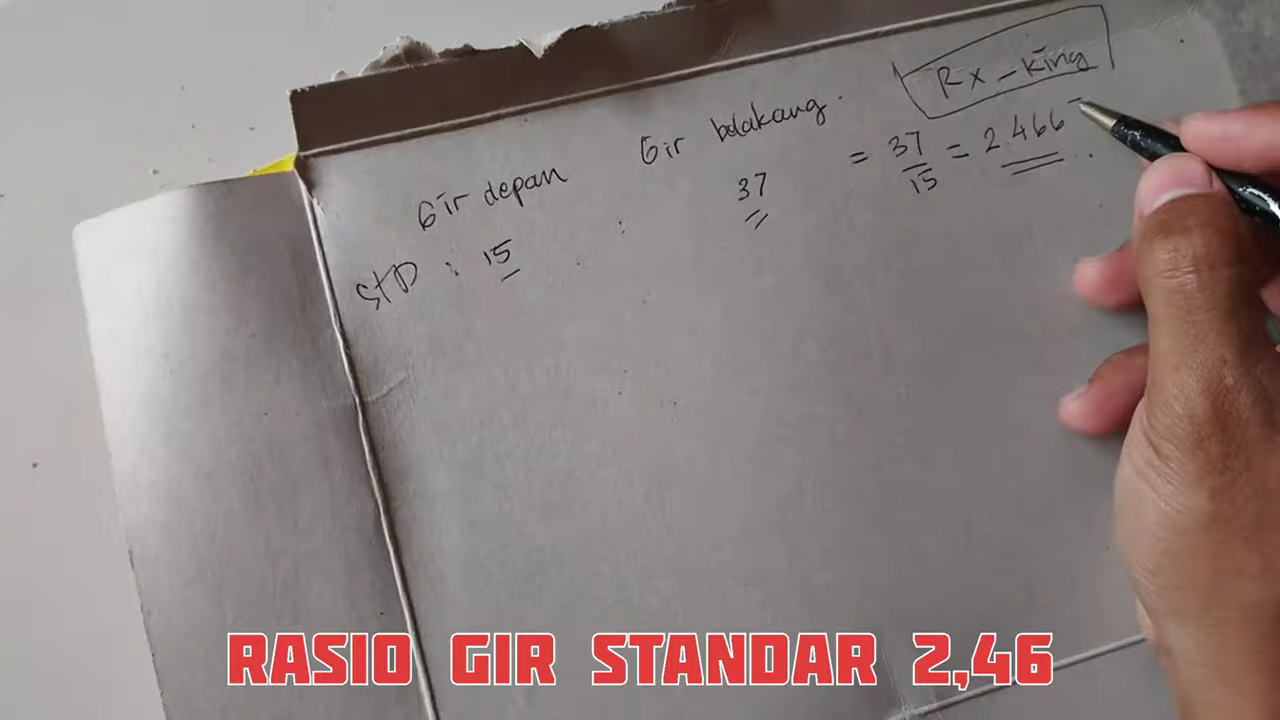 Rx - King
Gir depan Gir belakang.
STD : 15 : 37 = 37/15 = 2.466
RASIO GIR STANDAR 2,46